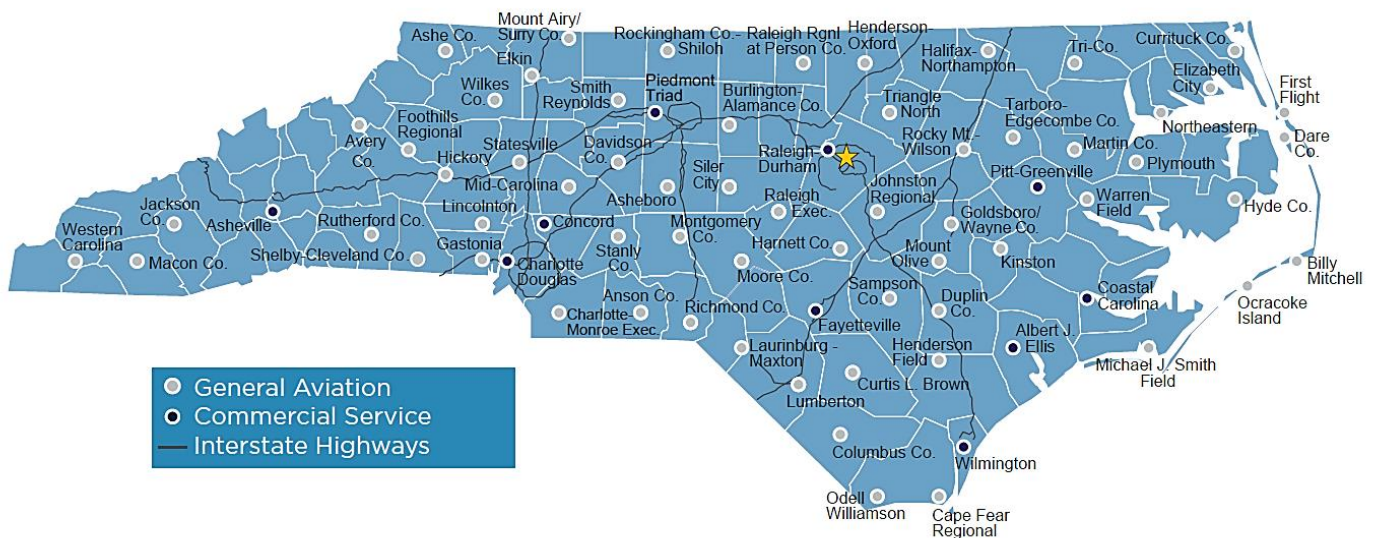 Mount Airy/
Surry Co.
Ashe Co.
Elkin
Rockingham Co.-
Shiloh
Raleigh Rgnl
at Person Co.
Henderson-
Oxford
Halifax-
Northampton
Tri-Co.
Currituck Co.
Elizabeth
City
First
Flight
Wilkes
Co.
Smith
Reynolds
Piedmont
Triad
Burlington-
Alamance Co.
Triangle
North
Tarboro-
Edgecombe Co.
Northeastern
Dare
Co.
Avery
Co.
Foothills
Regional
Hickory
Statesville
Davidson
Co.
Raleigh-
Durham
Rocky Mt.-
Wilson
Martin Co.
Plymouth
Mid-Carolina
Asheboro
Siler
City
Johnston
Regional
Pitt-Greenville
Jackson
Co.
Asheville
Rutherford Co.
Lincolnton
Concord
Montgomery
Co.
Raleigh
Exec.
Goldsboro/
Wayne Co.
Warren
Field
Hyde Co.
Western
Carolina
Macon Co.
Shelby-Cleveland Co.
Gastonia
Charlotte
Douglas
Stanly
Co.
Moore Co.
Harnett Co.
Mount
Olive
Kinston
Billy
Mitchell
Charlotte-
Monroe Exec.
Anson Co.
Richmond Co.
Fayetteville
Sampson
Co.
Duplin
Co.
Coastal
Carolina
Ocracoke
Island
Laurinburg -
Maxton
Henderson
Field
Albert J.
Ellis
Michael J. Smith
Field
Lumberton
Curtis L. Brown
Columbus Co.
Wilmington
Odell
Williamson
Cape Fear
Regional
General Aviation
Commercial Service
Interstate Highways